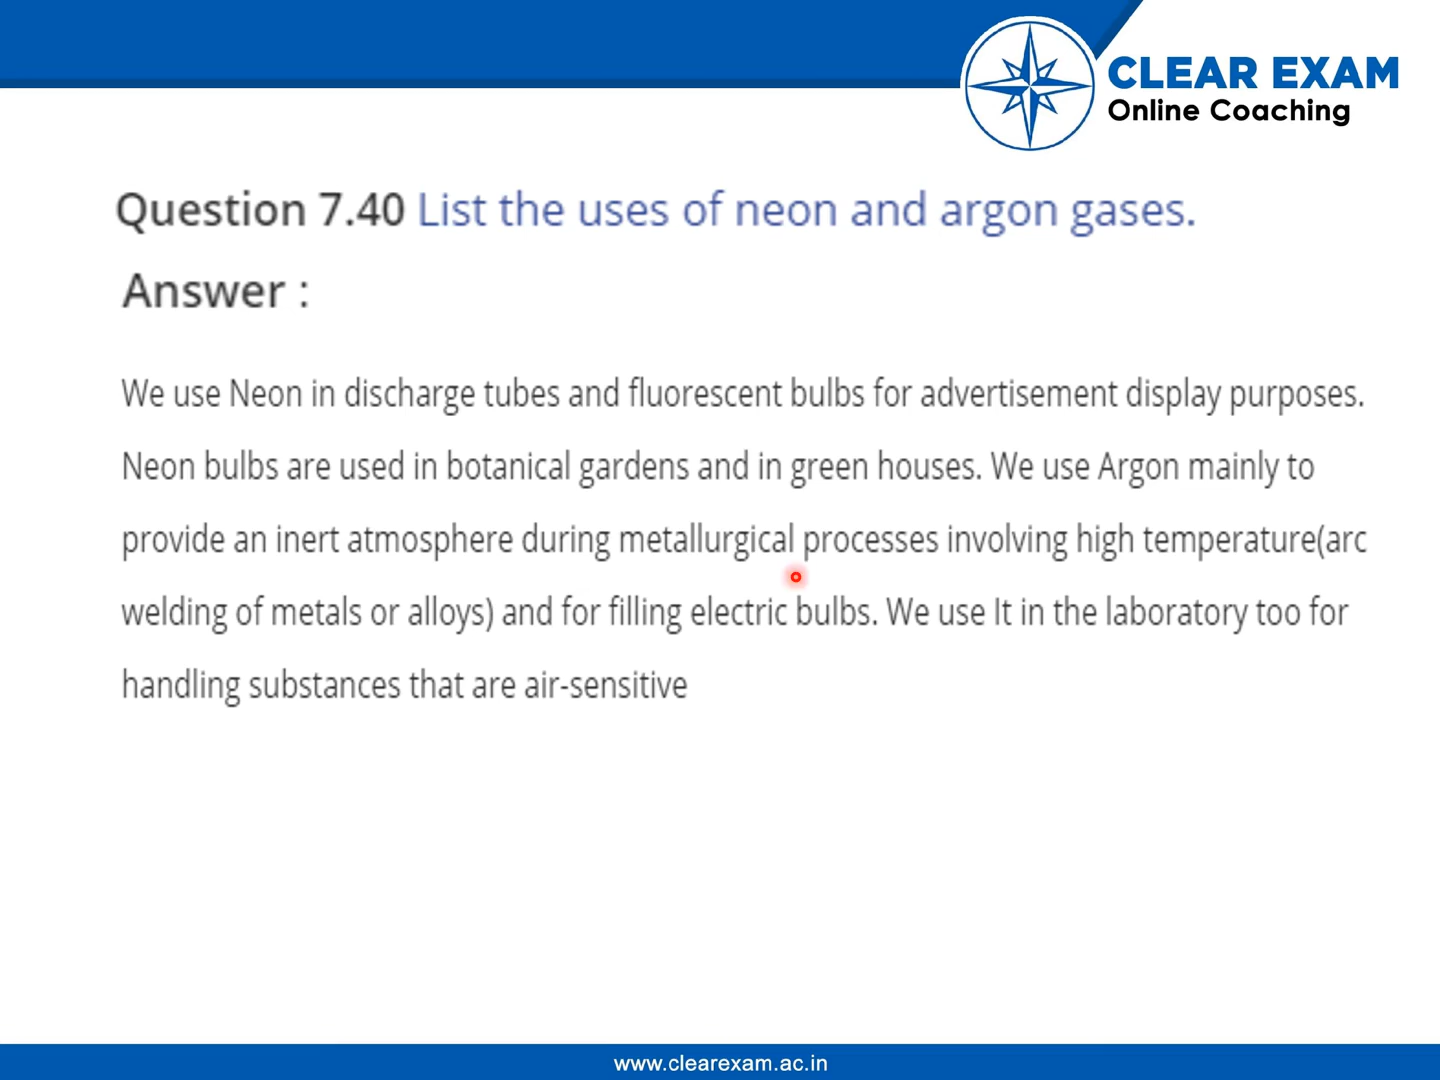 CLEAR EXAM
Online Coaching
Question 7.40 List the uses of neon and argon gases.
Answer :
We use Neon in discharge tubes and fluorescent bulbs for advertisement display purposes.
Neon bulbs are used in botanical gardens and in green houses. We use Argon mainly to
provide an inert atmosphere during metallurgical processes involving high temperature(arc
welding of metals or alloys) and for filling electric bulbs. We use It in the laboratory too for
handling substances that are air-sensitive
www.clearexam.ac.in